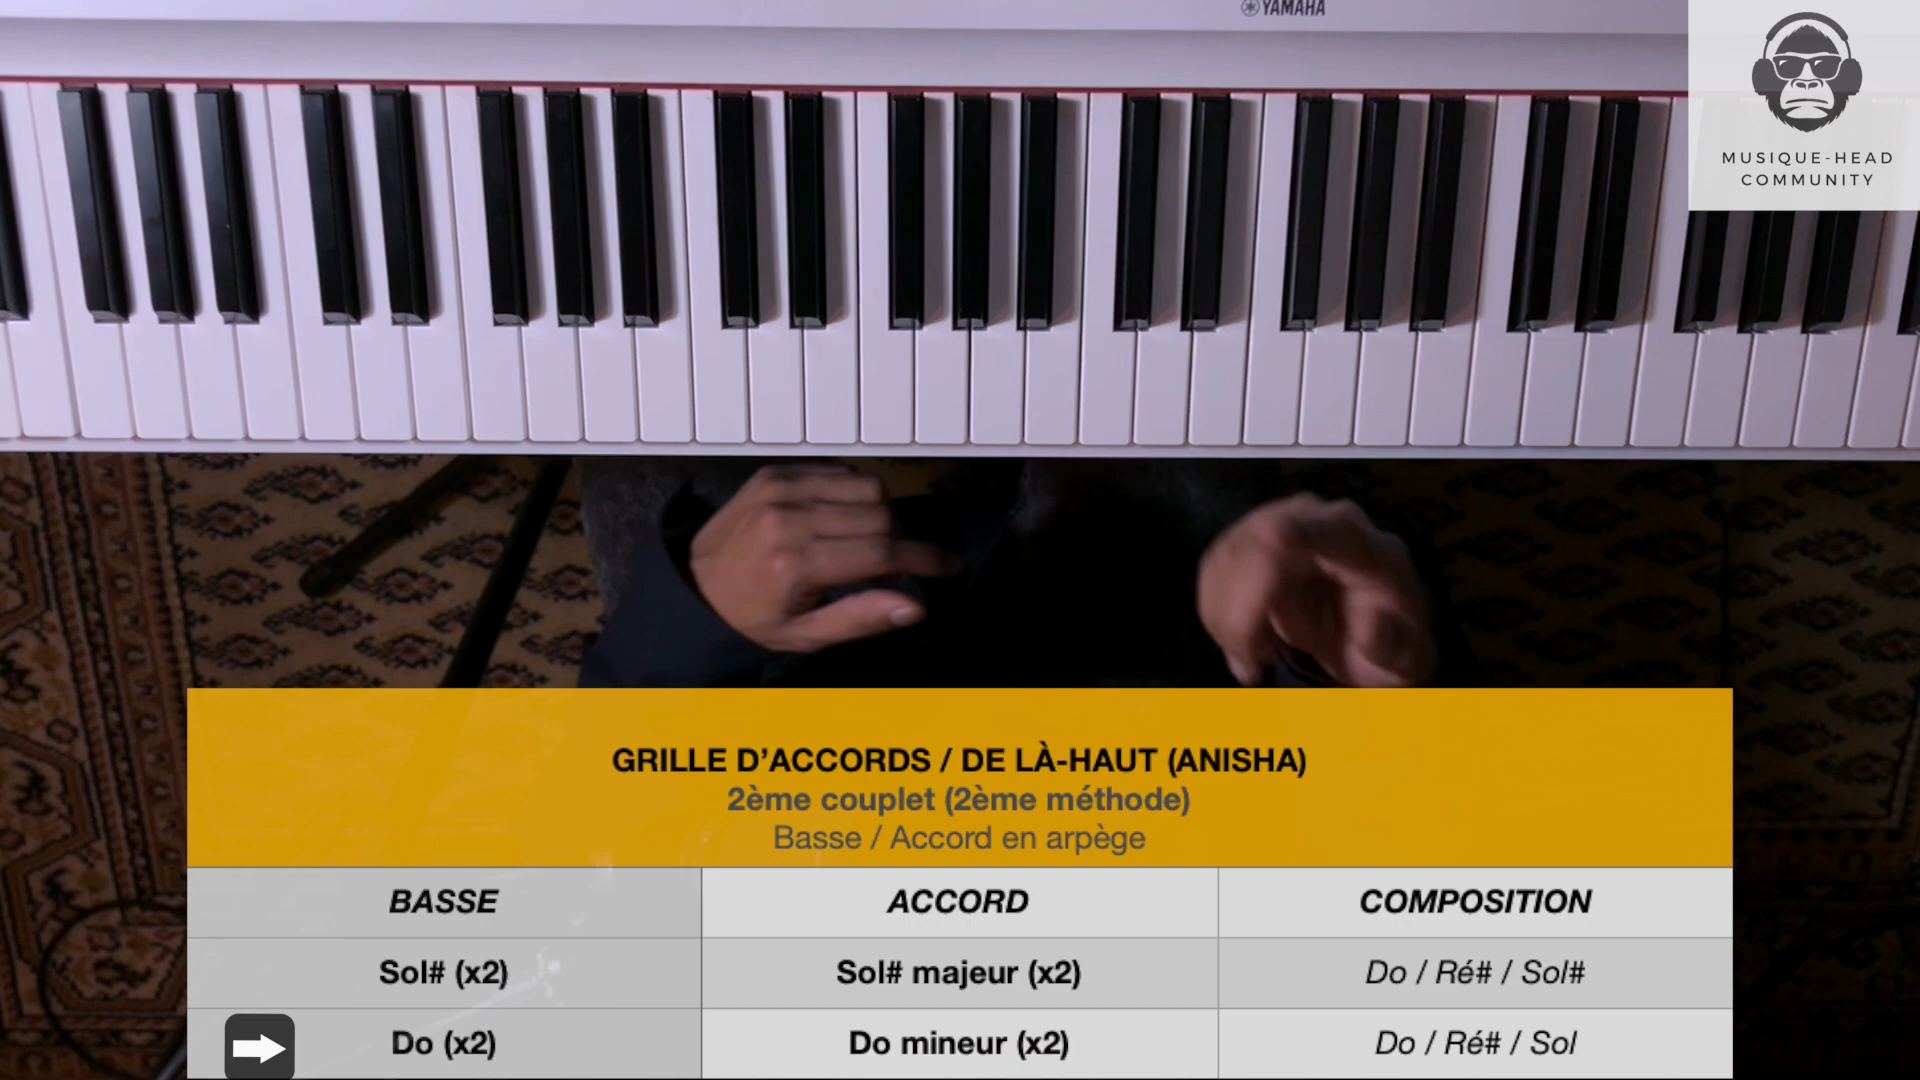 YAMAHA
MUSIQUE-HEAD
COMMUNITY
GRILLE D’ACCORDS / DE LÀ-HAUT (ANISHA)
2ème couplet (2ème méthode)
Basse / Accord en arpège
BASSE ACCORD COMPOSITION
Sol# (x2) Sol# majeur (x2) Do / Ré# / Sol#
Do (x2) Do mineur (x2) Do / Ré# / Sol